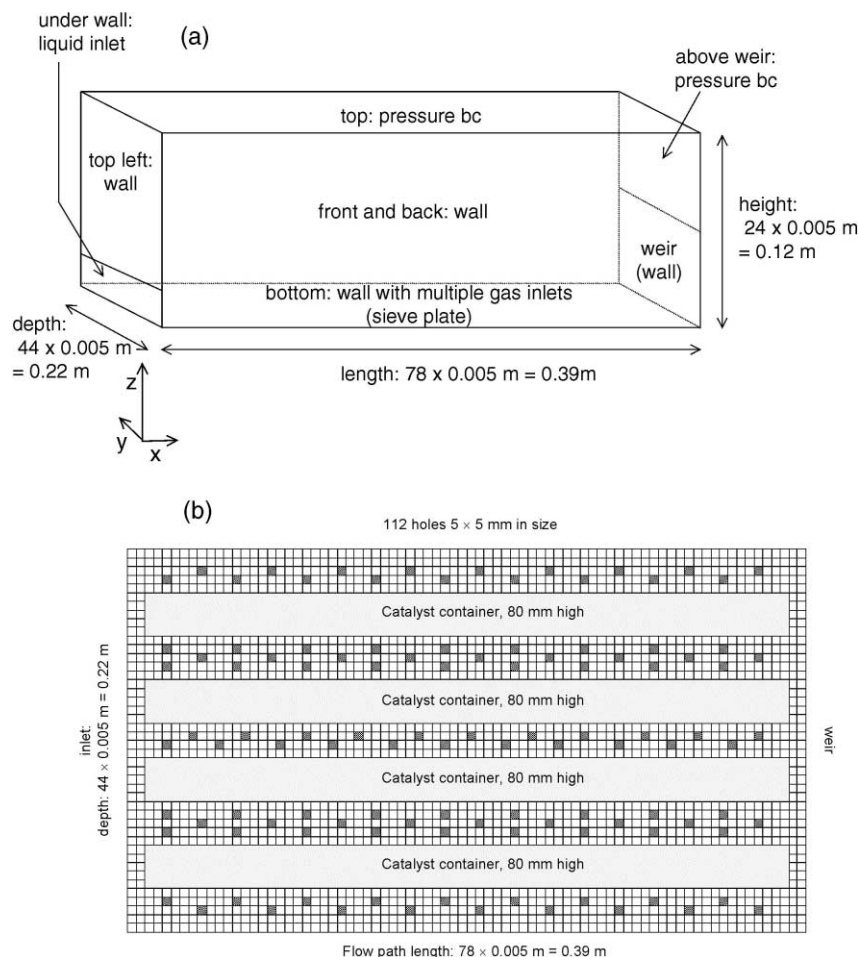 under wall:
liquid inlet
(a)
above weir:
pressure bc
top: pressure bc
top left:
wall
front and back: wall
height:
24 x 0.005 m
= 0.12 m
weir
(wall)
bottom: wall with multiple gas inlets
(sieve plate)
depth:
44 x 0.005 m
= 0.22 m
length: 78 x 0.005 m = 0.39m
z
y
x
(b)
112 holes 5 × 5 mm in size
Catalyst container, 80 mm high
Catalyst container, 80 mm high
inlet:
depth: 44 × 0.005 m = 0.22 m
weir
Catalyst container, 80 mm high
Catalyst container, 80 mm high
Flow path length: 78 × 0.005 m = 0.39 m